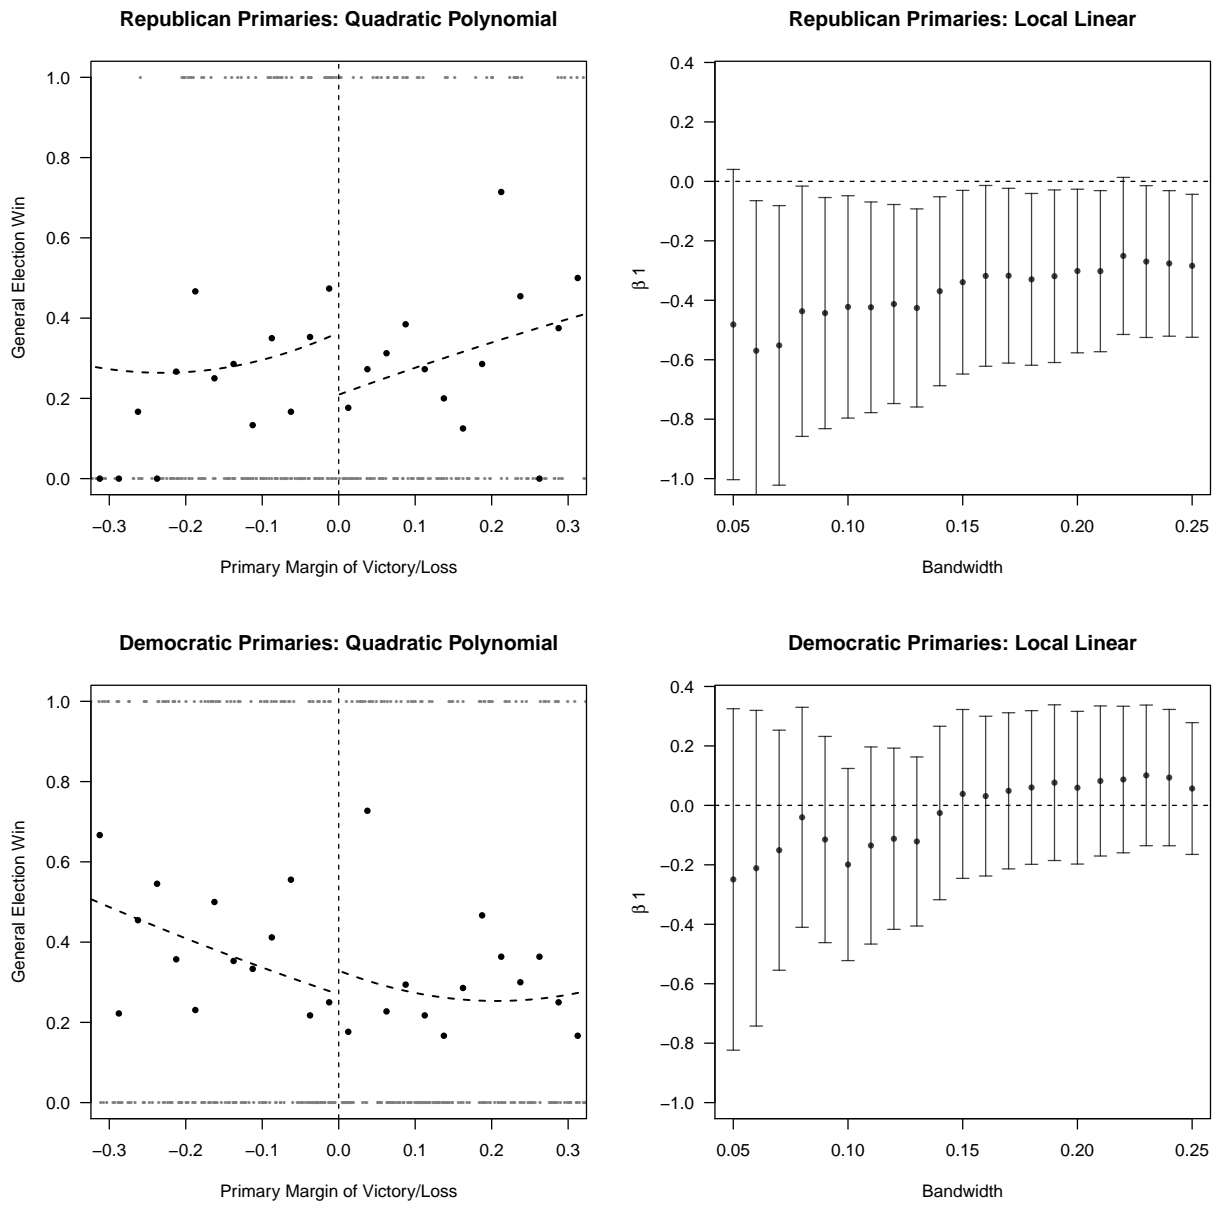 Republican Primaries: Quadratic Polynomial
General Election Win
1.0
0.8
0.6
0.4
0.2
0.0
−0.3 −0.2 −0.1 0.0 0.1 0.2 0.3
Primary Margin of Victory/Loss
Republican Primaries: Local Linear
β 1
0.4
0.2
0.0
−0.2
−0.4
−0.6
−0.8
−1.0
0.05 0.10 0.15 0.20 0.25
Bandwidth
Democratic Primaries: Quadratic Polynomial
General Election Win
1.0
0.8
0.6
0.4
0.2
0.0
−0.3 −0.2 −0.1 0.0 0.1 0.2 0.3
Primary Margin of Victory/Loss
Democratic Primaries: Local Linear
β 1
0.4
0.2
0.0
−0.2
−0.4
−0.6
−0.8
−1.0
0.05 0.10 0.15 0.20 0.25
Bandwidth